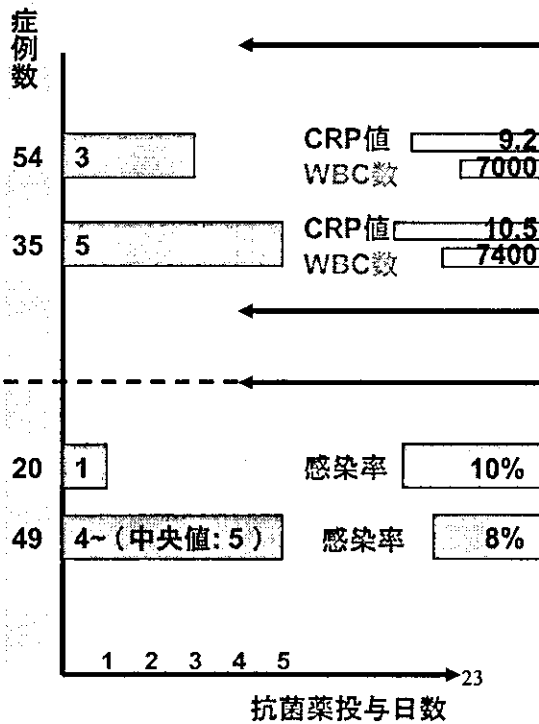 症例数
54 3 CRP値 9.2
WBC数 7000
35 5 CRP値 10.5
WBC数 7400
20 1 感染率 10%
49 4~(中央値: 5 ) 感染率 8%
1 2 3 4 5
23
抗菌薬投与日数